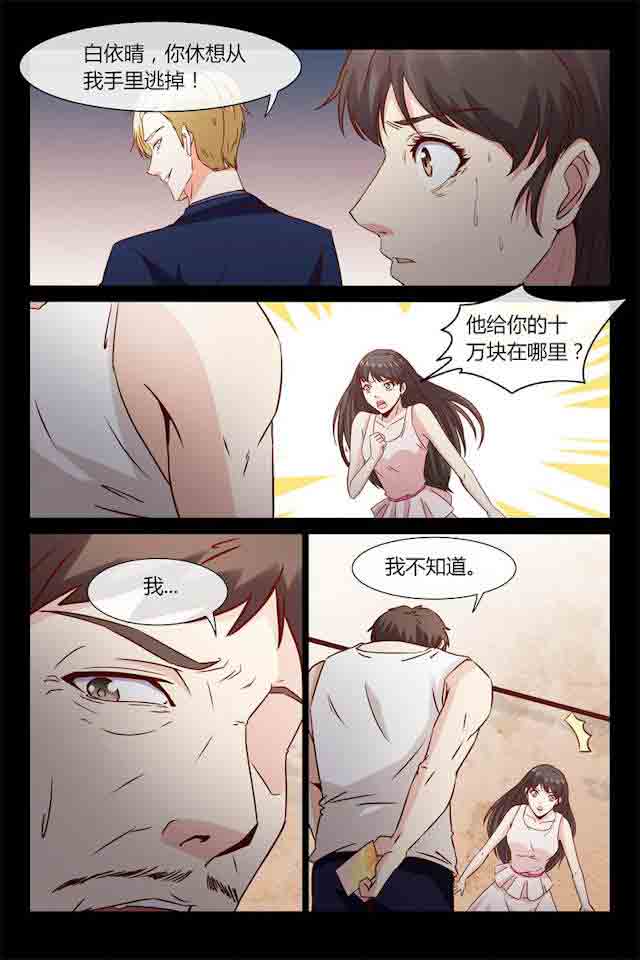 白依晴，你休想从
我手里逃掉！
他给你的十
万块在哪里？
我...
我不知道。